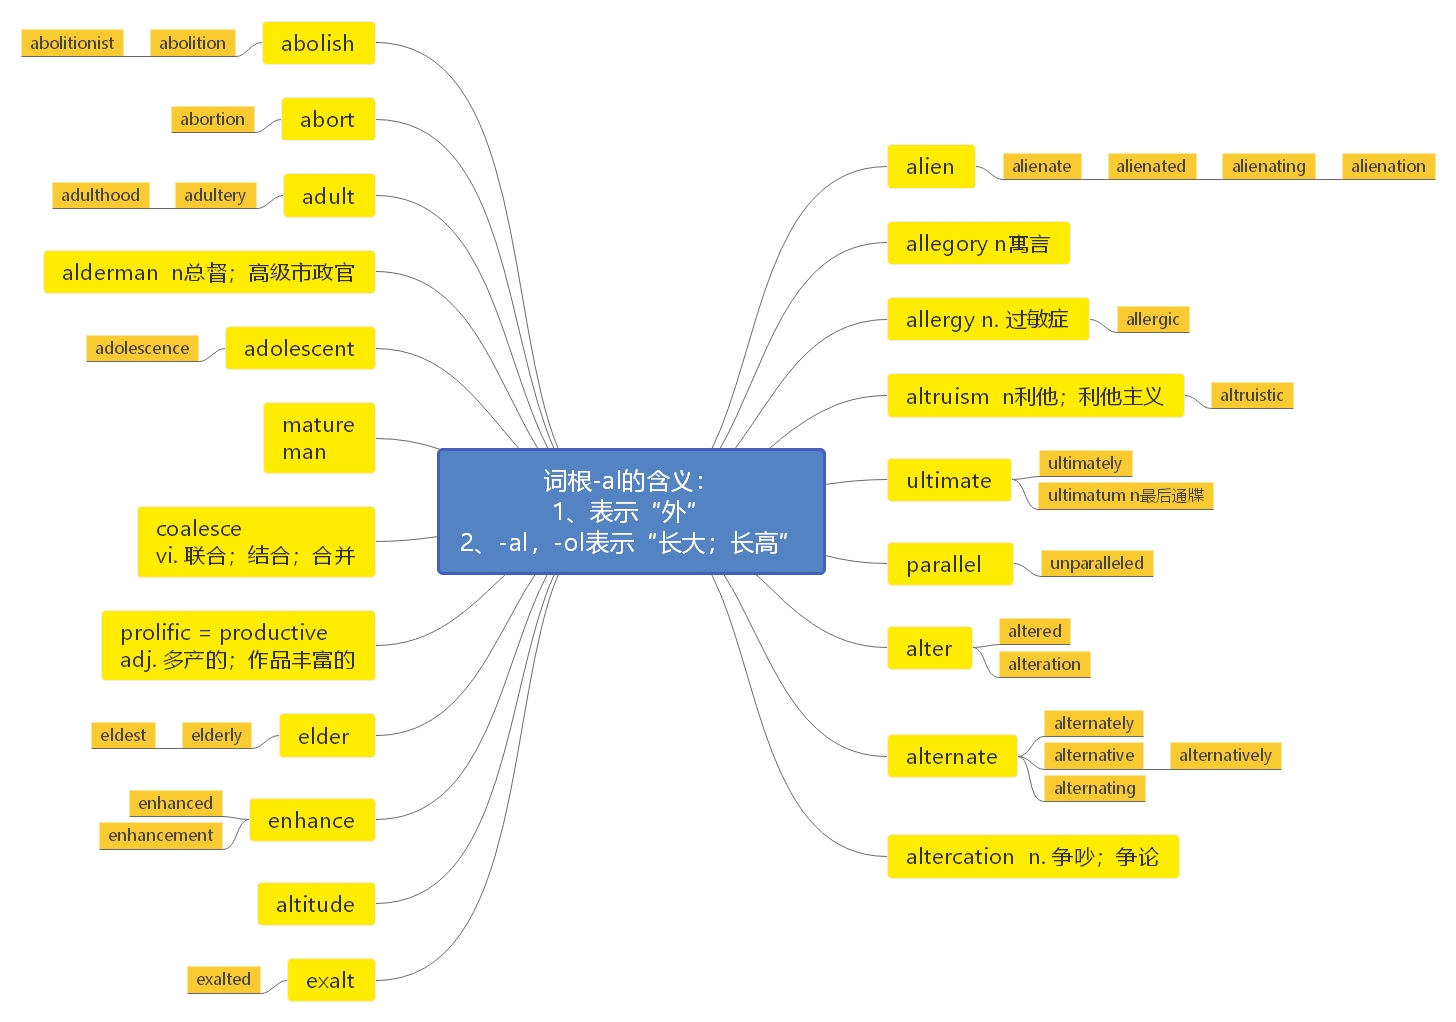 词根-al的含义：
1、表示“外“
2、-al，-ol表示“长大；长高”
alien
alienate
alienated
alienating
alienation
allegory n寓言
allergy n. 过敏症
allergic
altruism n利他；利他主义
altruistic
ultimate
ultimately
ultimatum n最后通牒
parallel
unparalleled
alter
altered
alteration
alternate
alternately
alternative
alternatively
alternating
altercation n. 争吵；争论
abolish
abolition
abolitionist
abort
abortion
adult
adultery
adulthood
alderman n总督；高级市政官
adolescent
adolescence
mature
man
coalesce
vi. 联合；结合；合并
prolific = productive
adj. 多产的；作品丰富的
elder
elderly
eldest
enhance
enhanced
enhancement
altitude
exalt
exalted